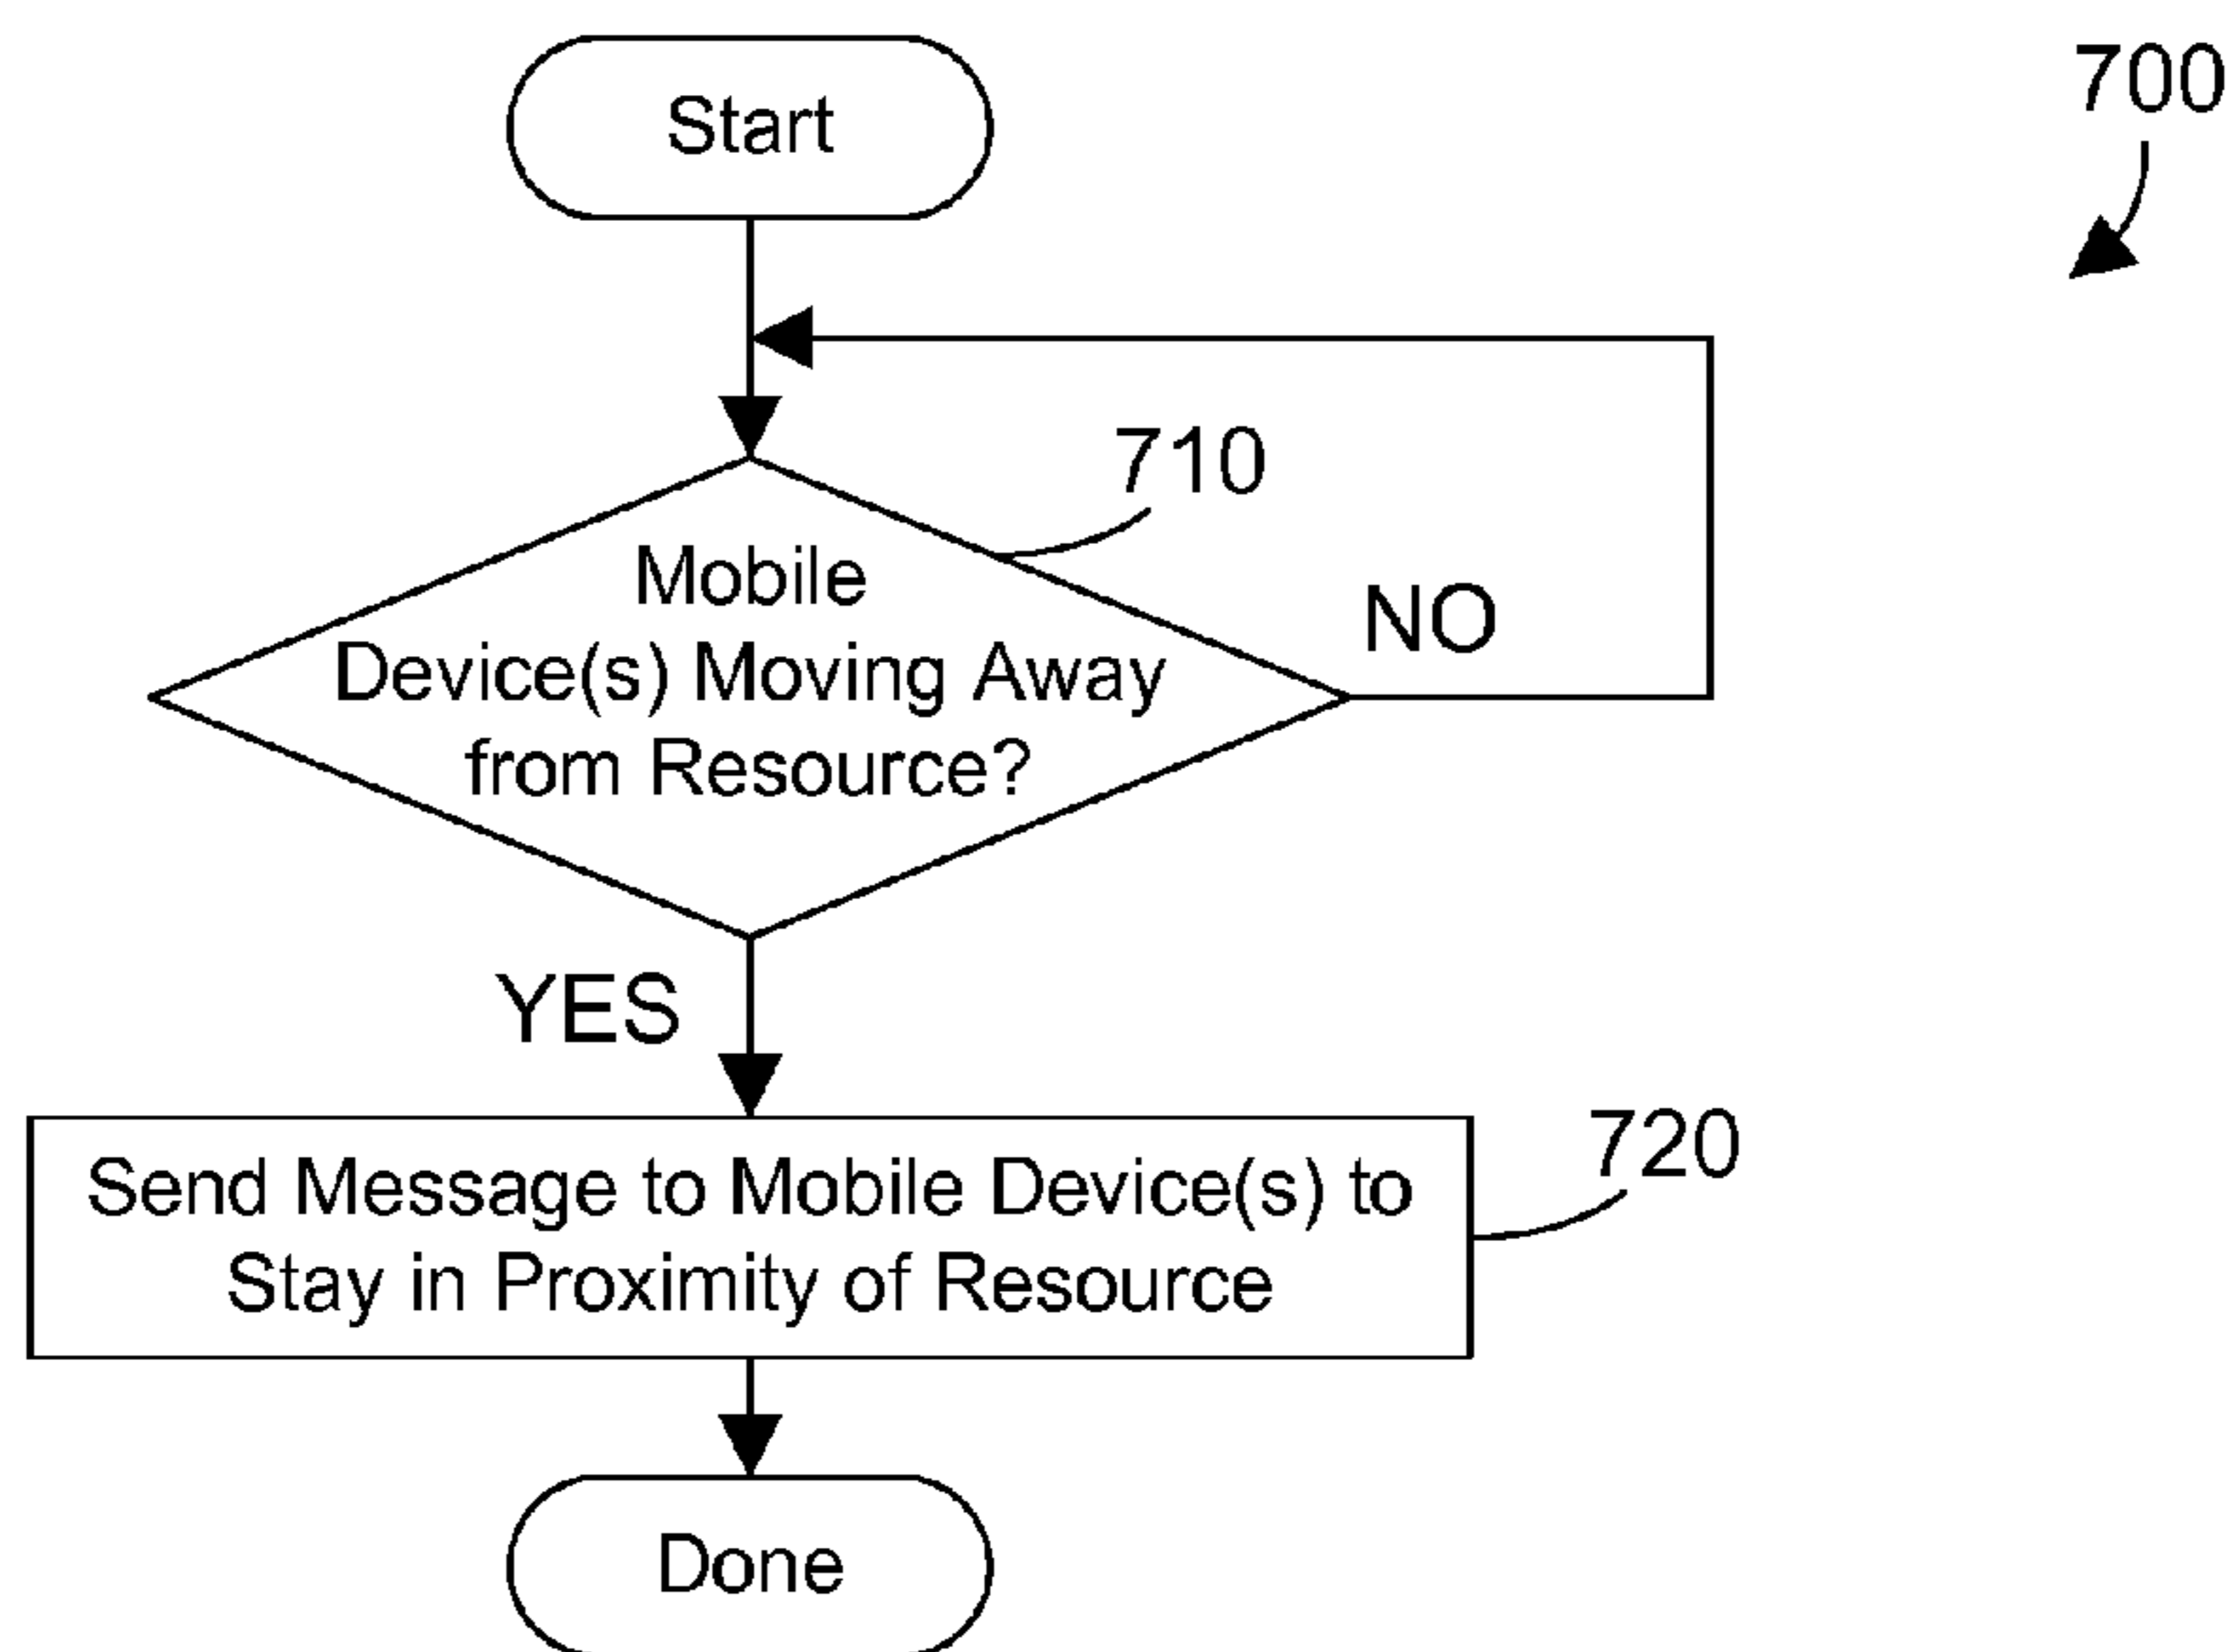 Start
700
710
Mobile
Device(s) Moving Away
from Resource?
NO
YES
720
Send Message to Mobile Device(s) to
Stay in Proximity of Resource
Done